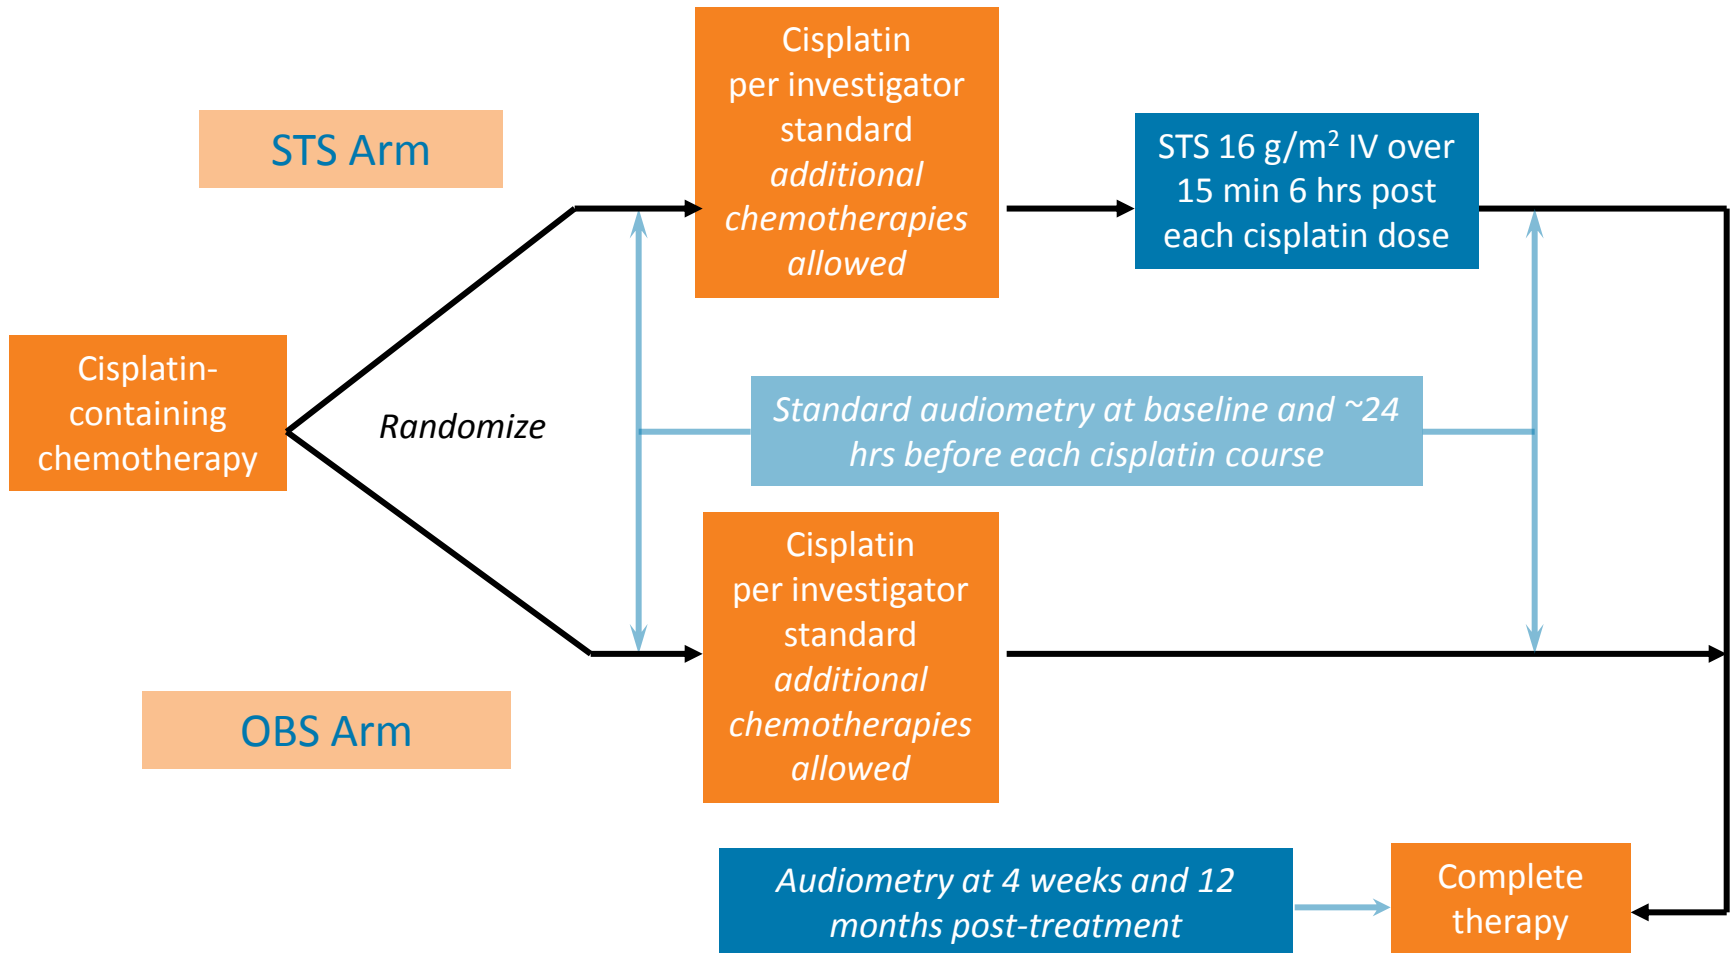 STS Arm
Cisplatin
per investigator
standard
additional
chemotherapies
allowed
STS 16 g/m² IV over
15 min 6 hrs post
each cisplatin dose
Cisplatin-
containing
chemotherapy
Randomize
Standard audiometry at baseline and ~24
hrs before each cisplatin course
OBS Arm
Cisplatin
per investigator
standard
additional
chemotherapies
allowed
Audiometry at 4 weeks and 12
months post-treatment
Complete
therapy